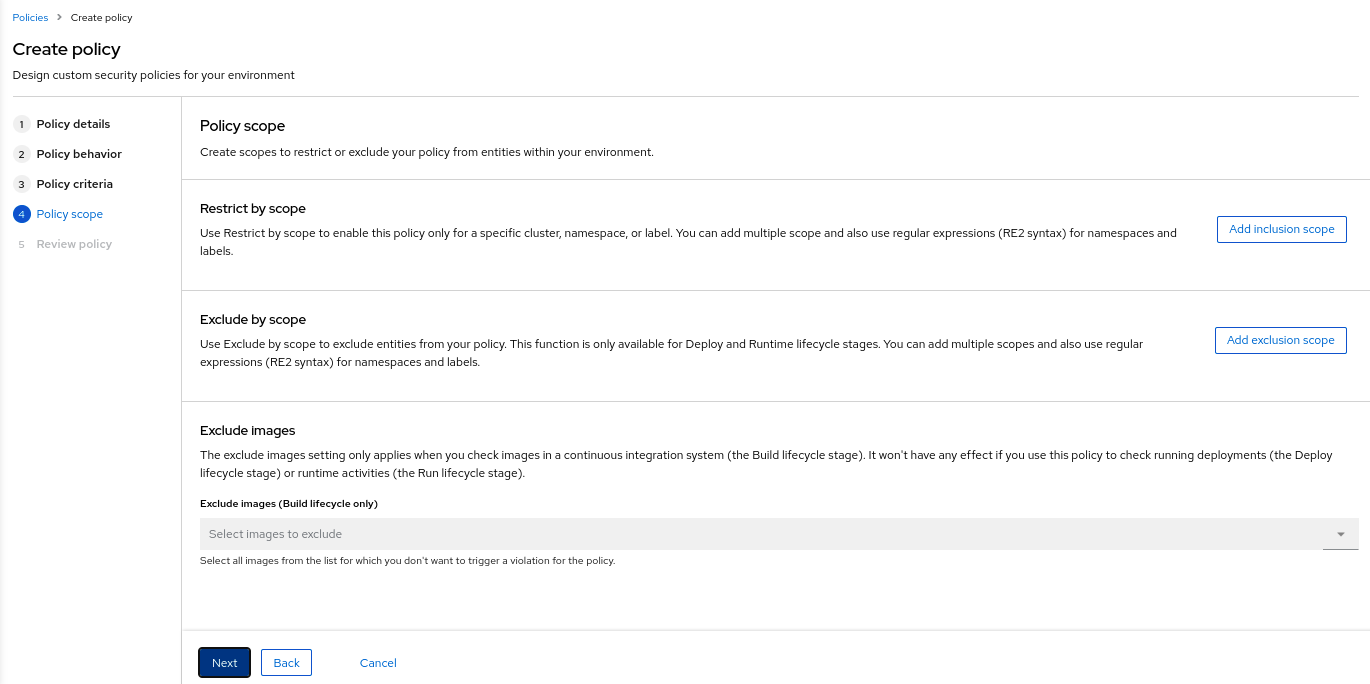 Policies > Create policy
Create policy
Design custom security policies for your environment
1 Policy details
2 Policy behavior
3 Policy criteria
4 Policy scope
5 Review policy
Policy scope
Create scopes to restrict or exclude your policy from entities within your environment.
Restrict by scope
Use Restrict by scope to enable this policy only for a specific cluster, namespace, or label. You can add multiple scope and also use regular expressions (RE2 syntax) for namespaces and
labels.
Add inclusion scope
Exclude by scope
Use Exclude by scope to exclude entities from your policy. This function is only available for Deploy and Runtime lifecycle stages. You can add multiple scopes and also use regular
expressions (RE2 syntax) for namespaces and labels.
Add exclusion scope
Exclude images
The exclude images setting only applies when you check images in a continuous integration system (the Build lifecycle stage). It won't have any effect if you use this policy to check running deployments (the Deploy
lifecycle stage) or runtime activities (the Run lifecycle stage).
Exclude images (Build lifecycle only)
Select images to exclude
Select all images from the list for which you don't want to trigger a violation for the policy.
Next Back Cancel